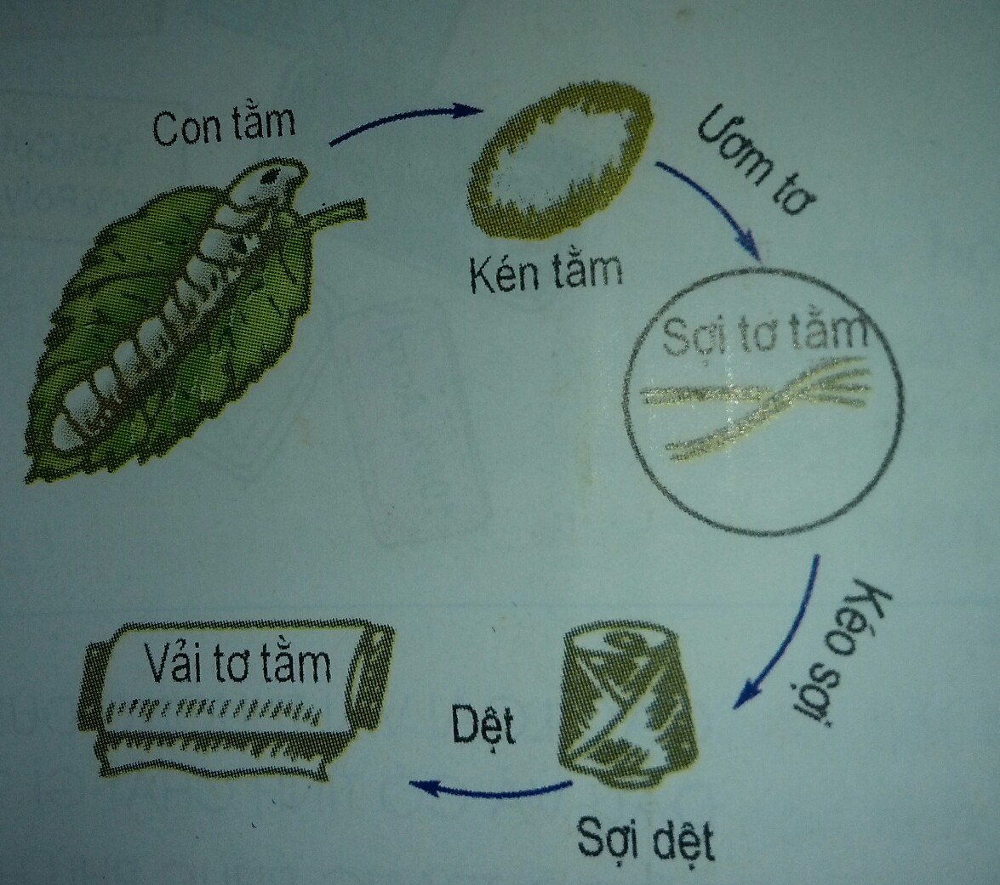 Con tằm
Kén tằm
Ươm tơ
Sợi tơ tằm
Kéo sợi
Sợi dệt
Dệt
Vải tơ tằm